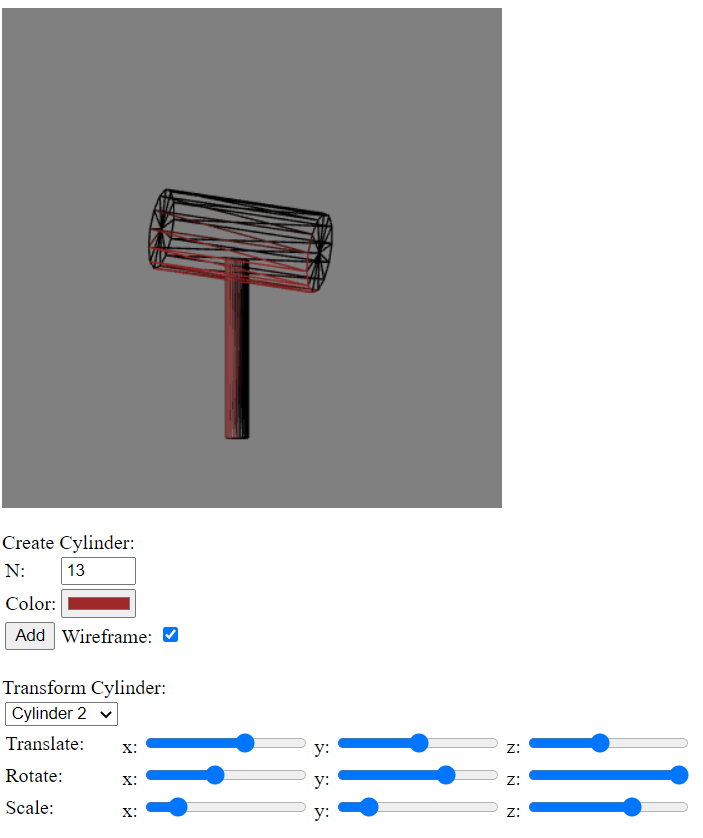 Create Cylinder:
N: 13
Color:
Add Wireframe:
Transform Cylinder:
Cylinder 2
Translate: x: y: z:
Rotate: x: y: z:
Scale: x: y: z: